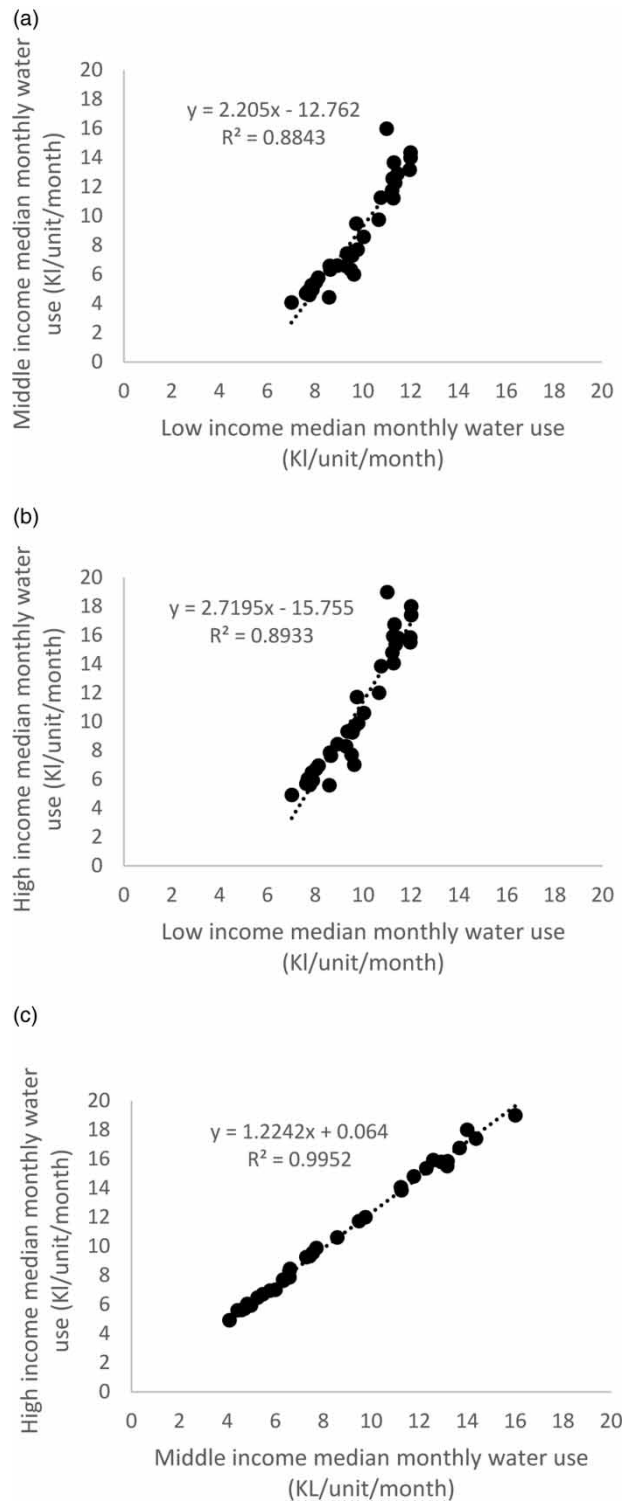 (a)
y = 2.205x - 12.762
R² = 0.8843
Middle income median monthly water
use (Kl/unit/month)
20
18
16
14
12
10
8
6
4
2
0
0 2 4 6 8 10 12 14 16 18 20
Low income median monthly water use
(Kl/unit/month)
(b)
y = 2.7195x - 15.755
R² = 0.8933
High income median monthly water
use (Kl/unit/month)
20
18
16
14
12
10
8
6
4
2
0
0 2 4 6 8 10 12 14 16 18 20
Low income median monthly water use
(Kl/unit/month)
(c)
y = 1.2242x + 0.064
R² = 0.9952
High income median monthly water
use (Kl/unit/month)
20
18
16
14
12
10
8
6
4
2
0
0 2 4 6 8 10 12 14 16 18 20
Middle income median monthly water use
(KL/unit/month)